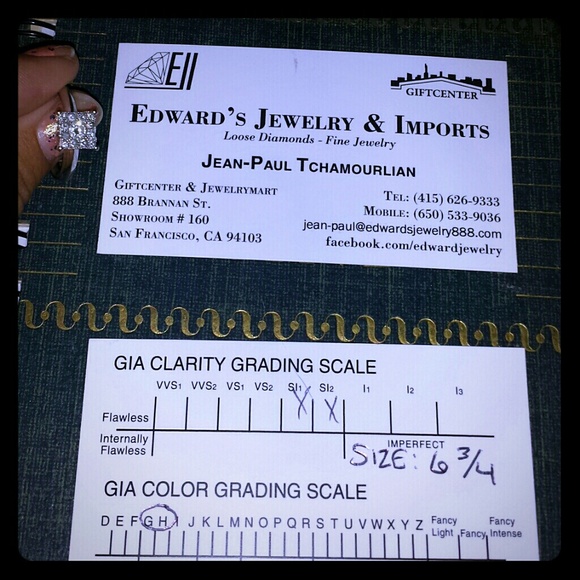 EJJ
GIFTCENTER
EDWARD'S JEWELRY & IMPORTS
Loose Diamonds - Fine Jewelry
JEAN-PAUL TCHAMOURLIAN
GIFTCENTER & JEWELRYMART
888 BRANNAN ST.
SHOWROOM # 160
SAN FRANCISCO, CA 94103
TEL: (415) 626-9333
MOBILE: (650) 533-9036
jean-paul@edwardsjewelry888.com
facebook.com/edwardjewelry
GIA CLARITY GRADING SCALE
VVS1 VVS2 VS1 VS2 SI1 SI2 I1 I2 I3
Flawless
Internally
Flawless
IMPERFECT
SIZE: 6 3/4
GIA COLOR GRADING SCALE
D E F G H I J K L M N O P Q R S T U V W X Y Z Fancy Light Fancy Fancy Intense